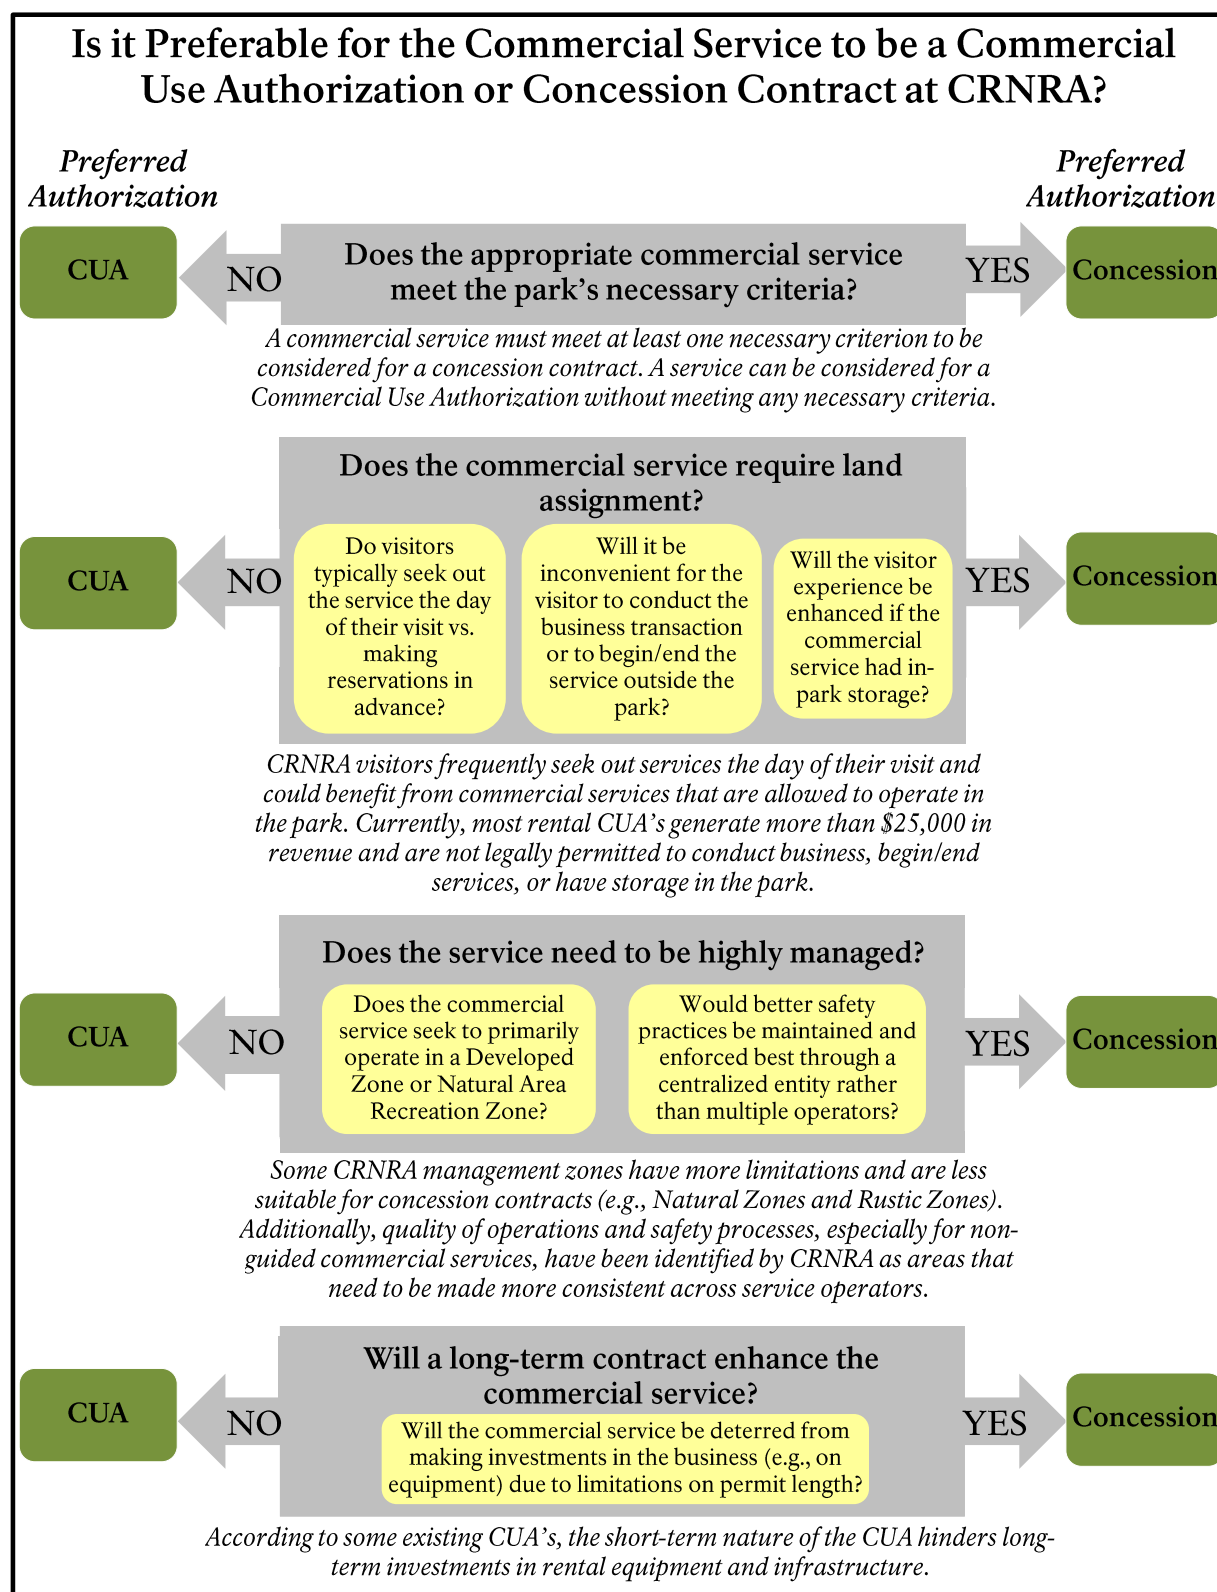 Is it Preferable for the Commercial Service to be a Commercial
Use Authorization or Concession Contract at CRNRA?
Preferred
Authorization
Preferred
Authorization
CUA
NO
Does the appropriate commercial service
meet the park's necessary criteria?
YES
Concession
A commercial service must meet at least one necessary criterion to be
considered for a concession contract. A service can be considered for a
Commercial Use Authorization without meeting any necessary criteria.
Does the commercial service require land
assignment?
CUA
NO
Do visitors
typically seek out
the service the day
of their visit vs.
making
reservations in
advance?
Will it be
inconvenient for the
visitor to conduct the
business transaction
or to begin/end the
service outside the
park?
Will the visitor
experience be
enhanced if the
commercial
service had in-
park storage?
YES
Concession
CRNRA visitors frequently seek out services the day of their visit and
could benefit from commercial services that are allowed to operate in
the park. Currently, most rental CUA's generate more than $25,000 in
revenue and are not legally permitted to conduct business, begin/end
services, or have storage in the park.
Does the service need to be highly managed?
CUA
NO
Does the commercial
service seek to primarily
operate in a Developed
Zone or Natural Area
Recreation Zone?
Would better safety
practices be maintained and
enforced best through a
centralized entity rather
than multiple operators?
YES
Concession
Some CRNRA management zones have more limitations and are less
suitable for concession contracts (e.g., Natural Zones and Rustic Zones).
Additionally, quality of operations and safety processes, especially for non-
guided commercial services, have been identified by CRNRA as areas that
need to be made more consistent across service operators.
Will a long-term contract enhance the
commercial service?
CUA
NO
Will the commercial service be deterred from
making investments in the business (e.g., on
equipment) due to limitations on permit length?
YES
Concession
According to some existing CUA's, the short-term nature of the CUA hinders long-
term investments in rental equipment and infrastructure.